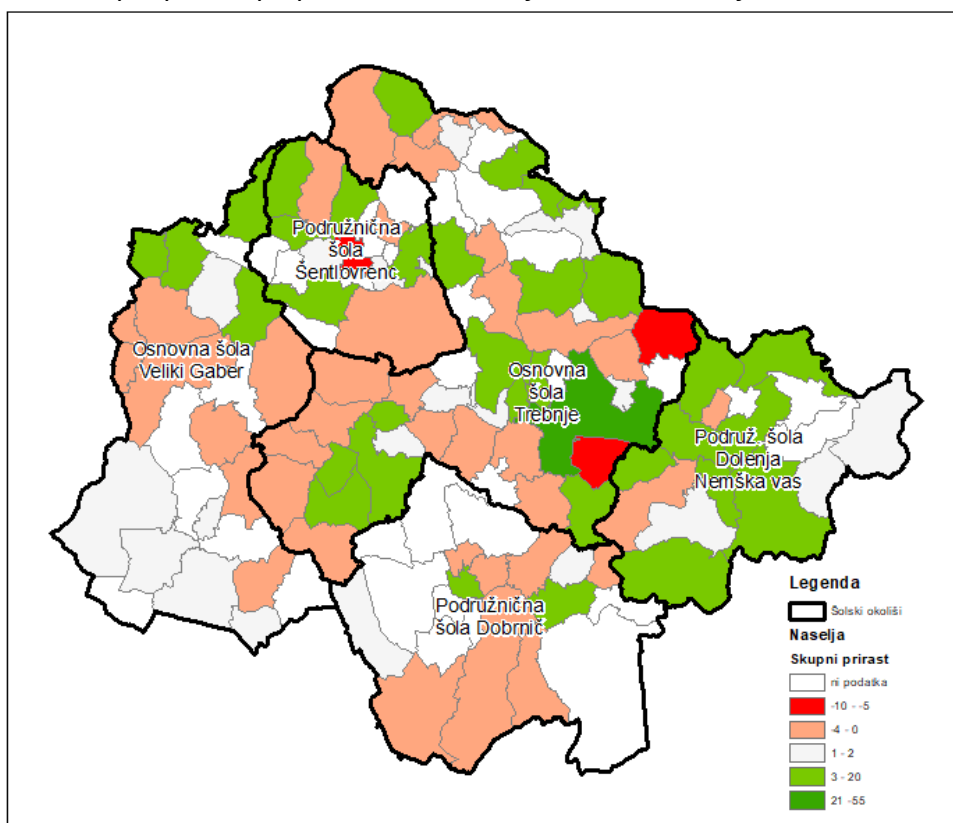 Podružnična
šola
Šentlovrenc
Osnovna šola
Veliki Gaber
Osnovna
šola
Trebnje
Podruž. šola
Dolenja
Nemška vas
Podružnična
šola Dobrnič
Legenda
Šolski okoliši
Naselja
Skupni prirast
ni podatka
-10 - -5
-4 - 0
1 - 2
3 - 20
21 -55